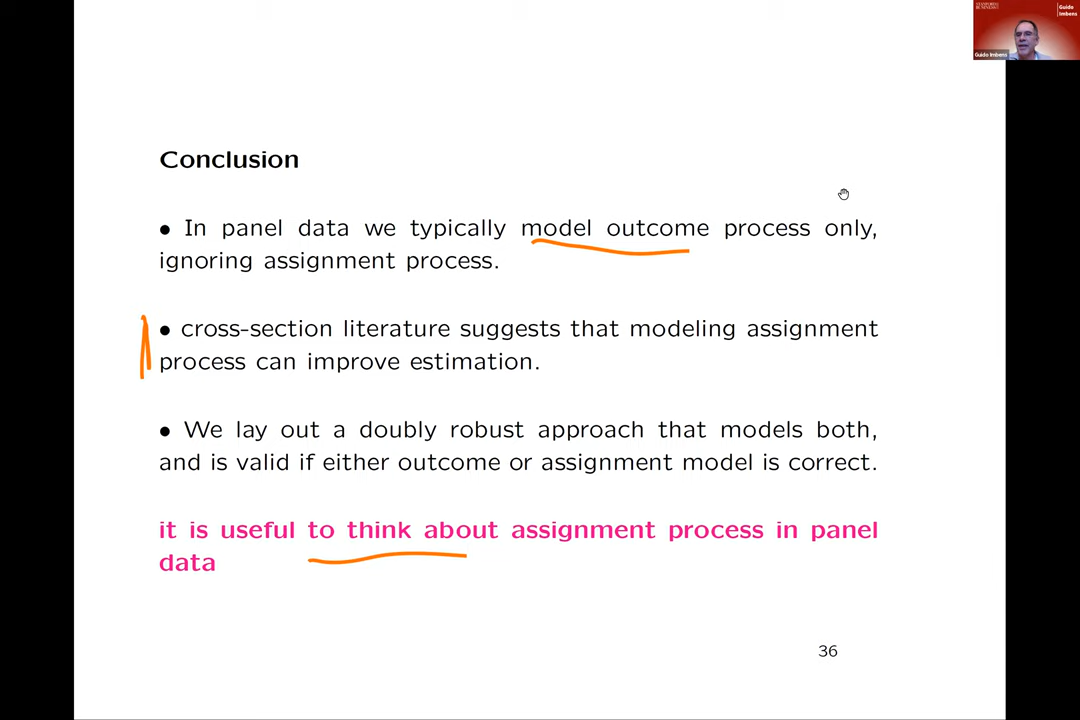 Guido
Imbens
Guido Imbens
Conclusion
• In panel data we typically model outcome process only,
ignoring assignment process.
• cross-section literature suggests that modeling assignment
process can improve estimation.
• We lay out a doubly robust approach that models both,
and is valid if either outcome or assignment model is correct.
it is useful to think about assignment process in panel
data
36